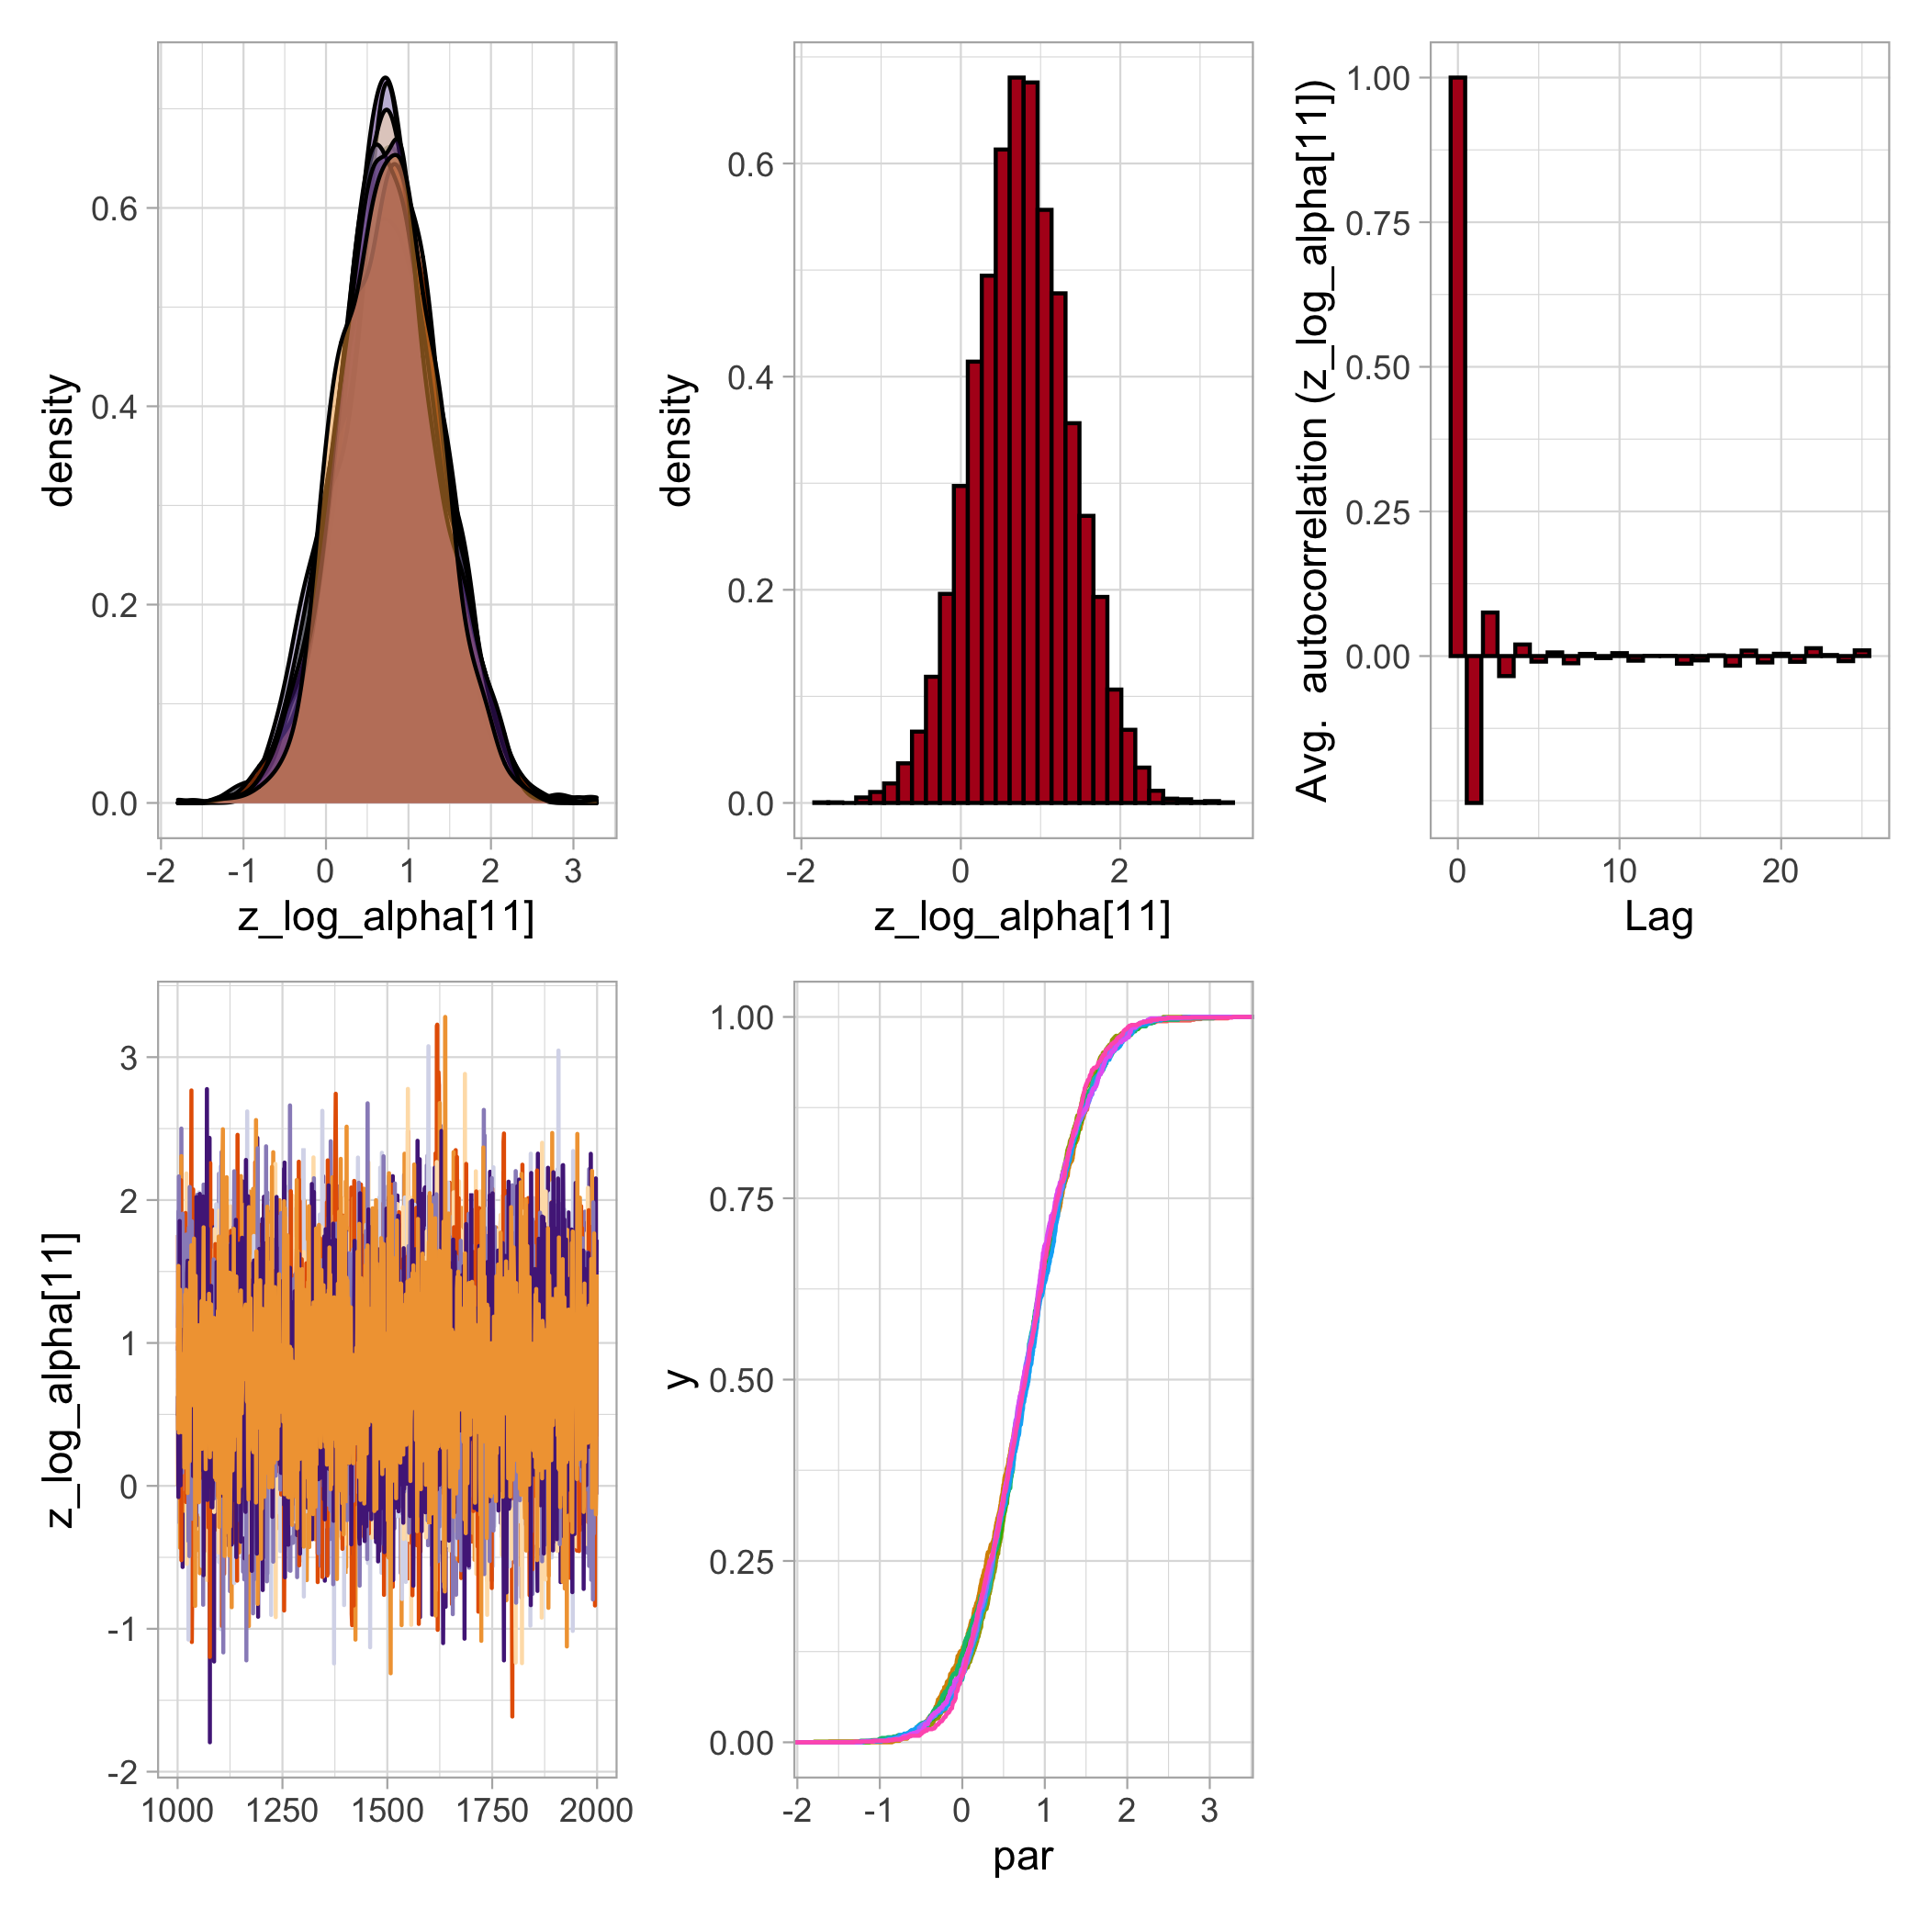 density
0.6
0.4
0.2
0.0
-2 -1 0 1 2 3
z_log_alpha[11]
density
0.6
0.4
0.2
0.0
-2 0 2
z_log_alpha[11]
Avg. autocorrelation (z_log_alpha[11])
1.00
0.75
0.50
0.25
0.00
0 10 20
Lag
z_log_alpha[11]
3
2
1
0
-1
-2
1000 1250 1500 1750 2000
y
1.00
0.75
0.50
0.25
0.00
-2 -1 0 1 2 3
par